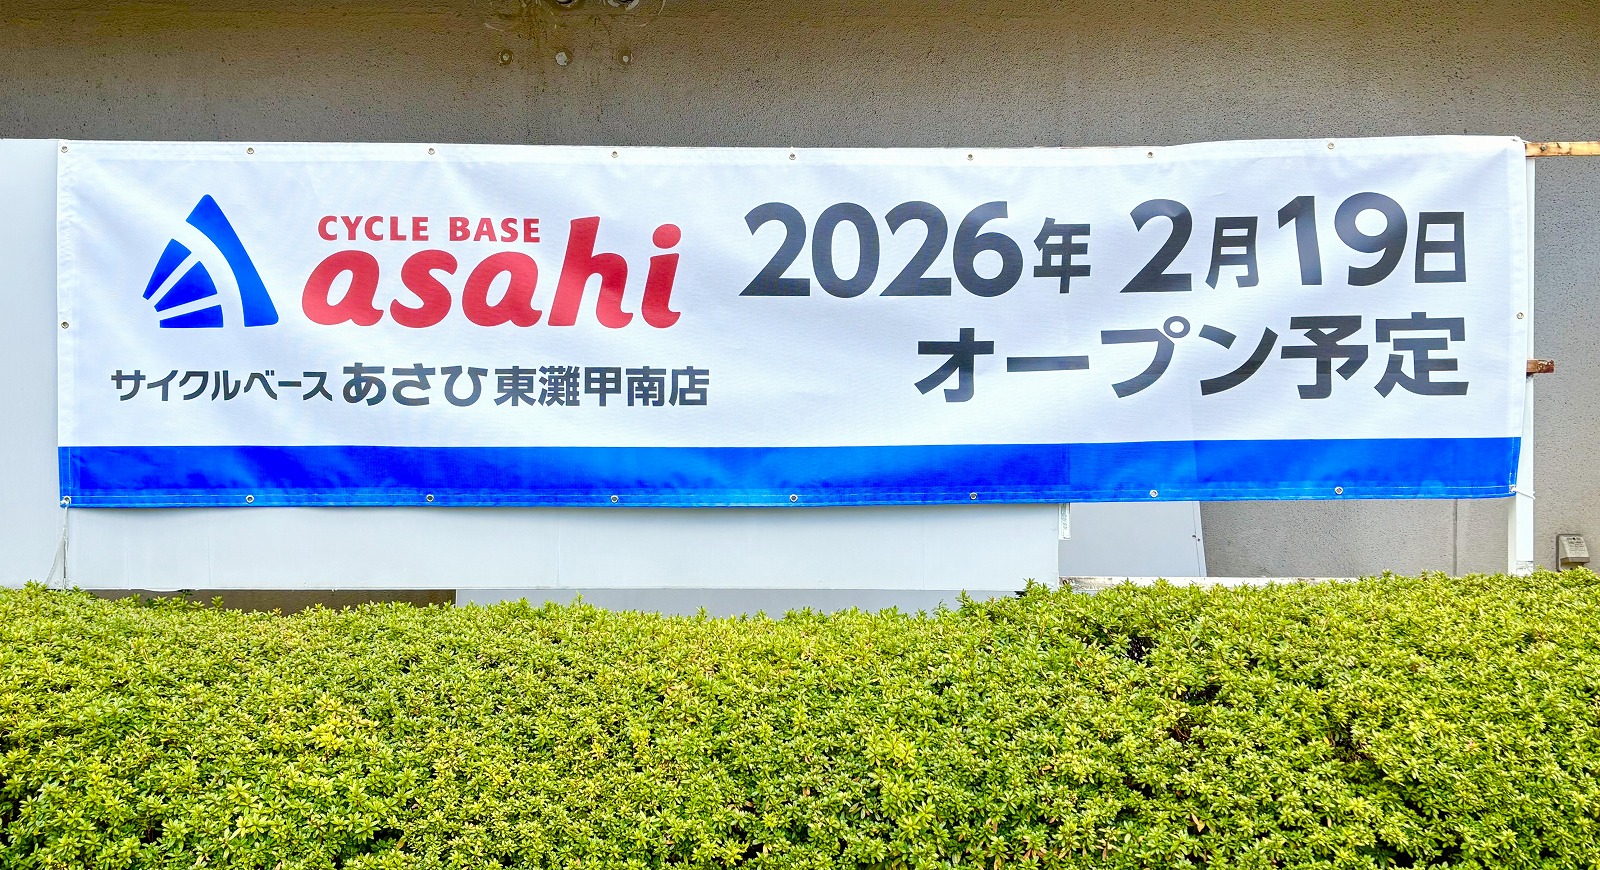 CYCLE BASE
asahi
サイクルベースあさひ東灘甲南店
2026年 2月19日
オープン予定